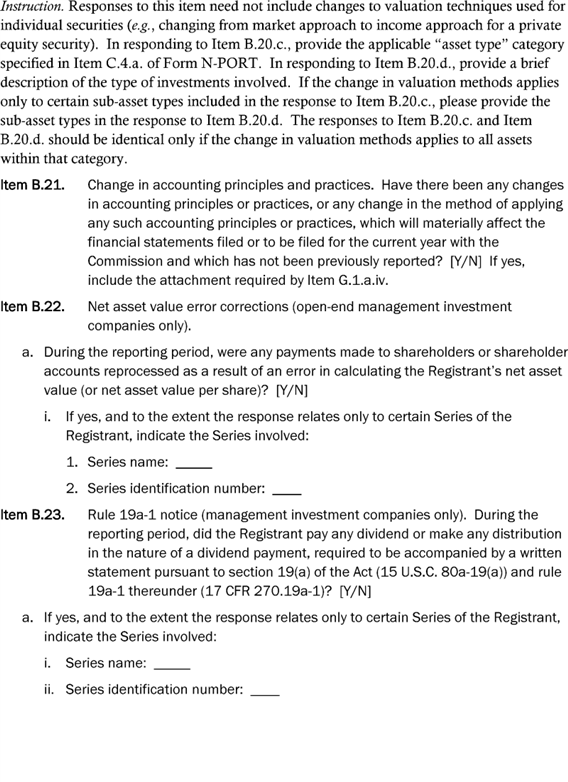 Instruction. Responses to this item need not include changes to valuation techniques used for
individual securities (e.g., changing from market approach to income approach for a private
equity security).  In responding to Item B.20.c., provide the applicable “asset type” category
specified in Item C.4.a. of Form N-PORT.  In responding to Item B.20.d., provide a brief
description of the type of investments involved.  If the change in valuation methods applies
only to certain sub-asset types included in the response to Item B.20.c., please provide the
sub-asset types in the response to Item B.20.d.  The responses to Item B.20.c. and Item
B.20.d. should be identical only if the change in valuation methods applies to all assets
within that category.
Item B.21. Change in accounting principles and practices.  Have there been any changes
in accounting principles or practices, or any change in the method of applying
any such accounting principles or practices, which will materially affect the
financial statements filed or to be filed for the current year with the
Commission and which has not been previously reported?  [Y/N]  If yes,
include the attachment required by Item G.1.a.iv.
Item B.22. Net asset value error corrections (open-end management investment
companies only).
a. During the reporting period, were any payments made to shareholders or shareholder
accounts reprocessed as a result of an error in calculating the Registrant’s net asset
value (or net asset value per share)?  [Y/N]
i. If yes, and to the extent the response relates only to certain Series of the
Registrant, indicate the Series involved:
1. Series name: _____
2. Series identification number: ____
Item B.23. Rule 19a-1 notice (management investment companies only).  During the
reporting period, did the Registrant pay any dividend or make any distribution
in the nature of a dividend payment, required to be accompanied by a written
statement pursuant to section 19(a) of the Act (15 U.S.C. 80a-19(a)) and rule
19a-1 thereunder (17 CFR 270.19a-1)?  [Y/N]
a. If yes, and to the extent the response relates only to certain Series of the Registrant,
indicate the Series involved:
i. Series name: _____
ii. Series identification number: ____